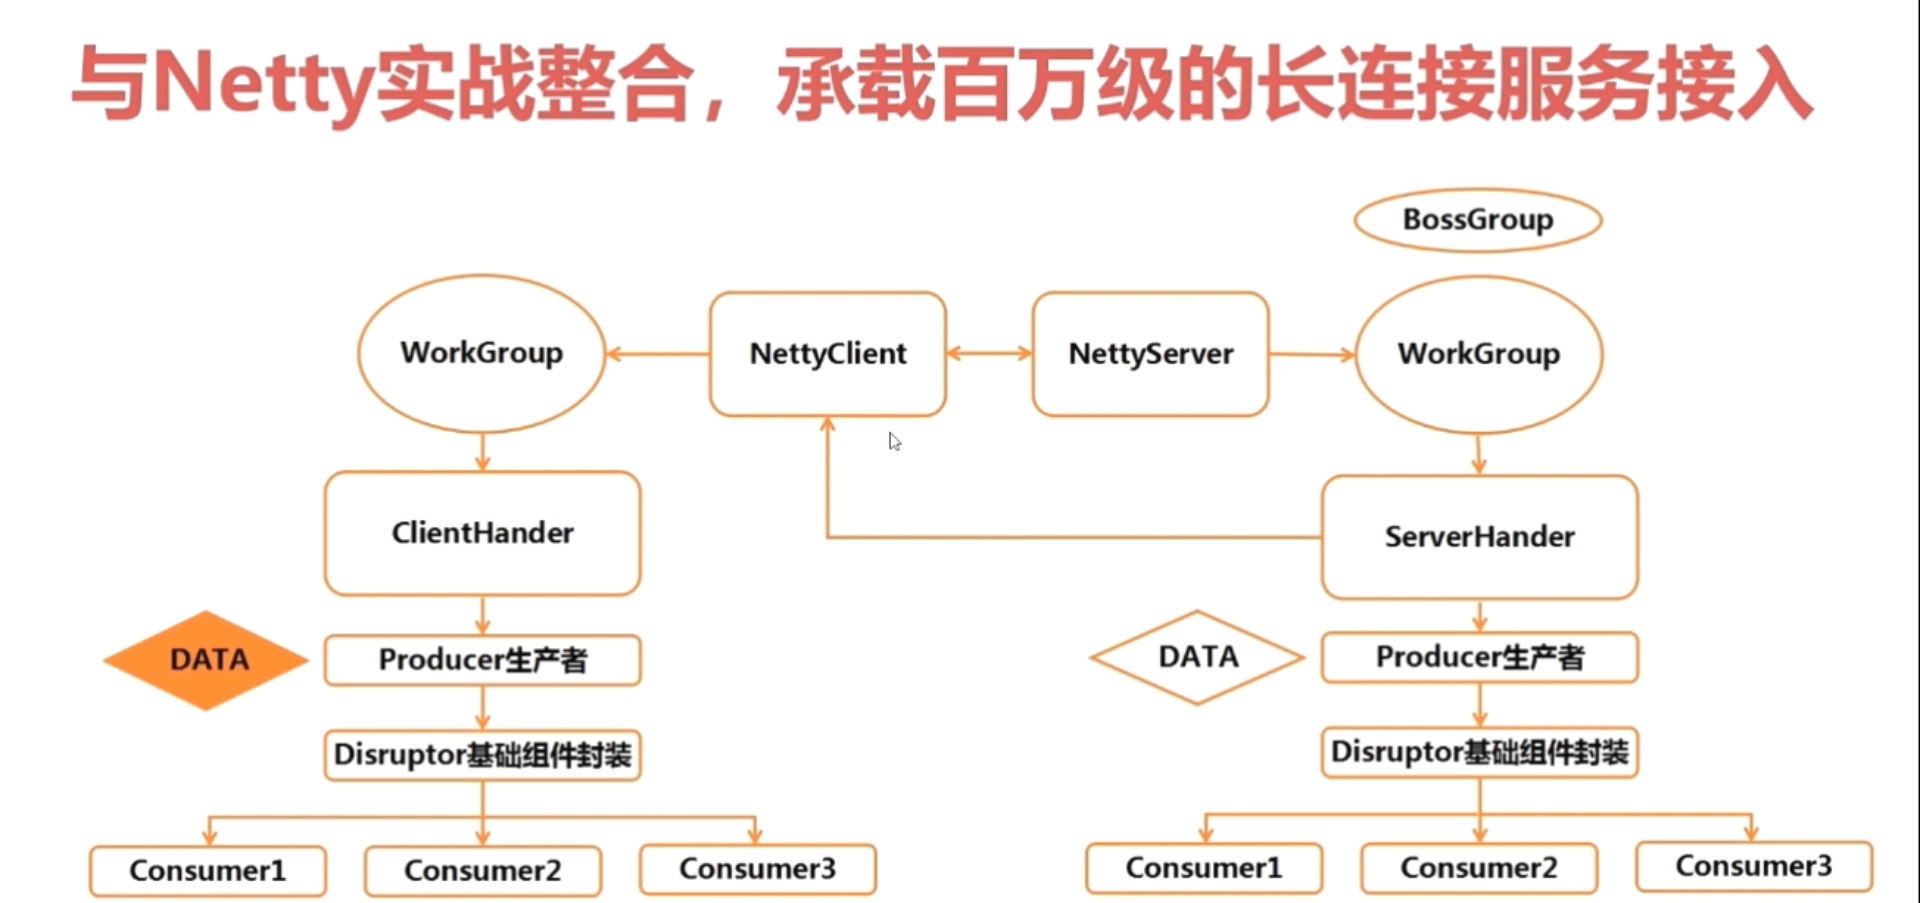 与Netty实战整合，承载百万级的长连接服务接入
BossGroup
WorkGroup
NettyClient
NettyServer
WorkGroup
ClientHander
ServerHander
DATA
Producer生产者
DATA
Producer生产者
Disruptor基础组件封装
Disruptor基础组件封装
Consumer1
Consumer2
Consumer3
Consumer1
Consumer2
Consumer3